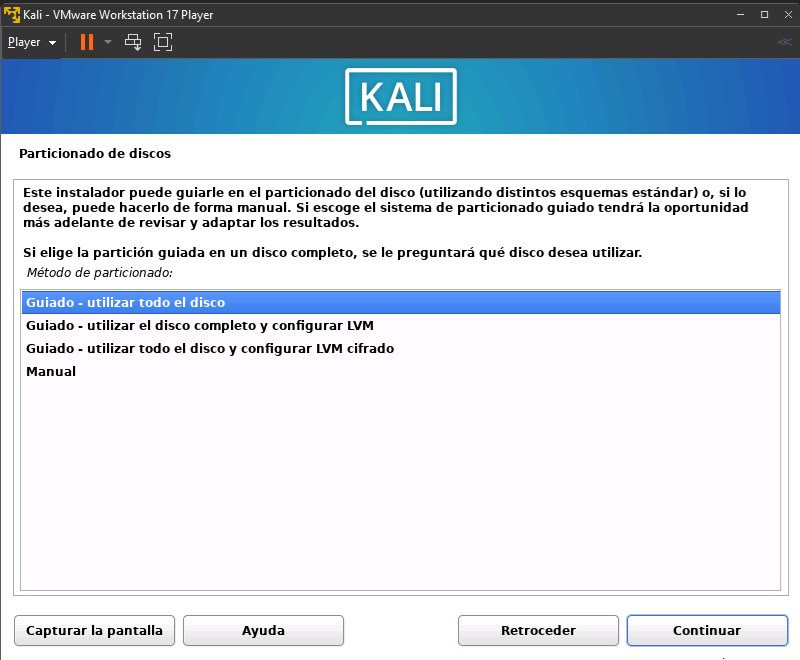 Kali - VMware Workstation 17 Player
Player
KALI
Particionado de discos
Este instalador puede guiarle en el particionado del disco (utilizando distintos esquemas estándar) o, si lo
desea, puede hacerlo de forma manual. Si escoge el sistema de particionado guiado tendrá la oportunidad
más adelante de revisar y adaptar los resultados.
Si elige la partición guiada en un disco completo, se le preguntará qué disco desea utilizar.
Método de particionado:
Guiado - utilizar todo el disco
Guiado - utilizar el disco completo y configurar LVM
Guiado - utilizar todo el disco y configurar LVM cifrado
Manual
Capturar la pantalla
Ayuda
Retroceder
Continuar